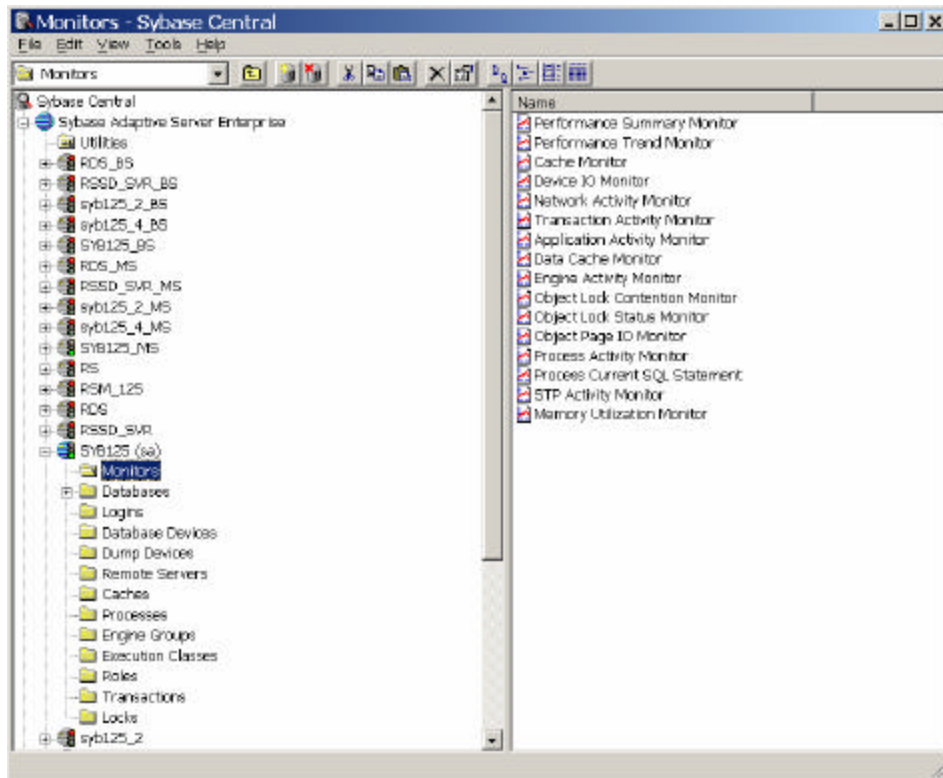 Monitors - Sybase Central
File Edit View Tools Help
Monitors
Sybase Central
Sybase Adaptive Server Enterprise
Utilities
RDS_BS
RSSD_SVR_BS
syb125_2_BS
syb125_4_BS
SYB125_BS
RDS_MS
RSSD_SVR_MS
syb125_2_MS
syb125_4_MS
SYB125_MS
RS
RSM_125
RDS
RSSD_SVR
SYB125 (sa)
Monitors
Databases
Logins
Database Devices
Dump Devices
Remote Servers
Caches
Processes
Engine Groups
Execution Classes
Roles
Transactions
Locks
syb125_2
Name
Performance Summary Monitor
Performance Trend Monitor
Cache Monitor
Device IO Monitor
Network Activity Monitor
Transaction Activity Monitor
Application Activity Monitor
Data Cache Monitor
Engine Activity Monitor
Object Lock Contention Monitor
Object Lock Status Monitor
Object Page IO Monitor
Process Activity Monitor
Process Current SQL Statement
STP Activity Monitor
Memory Utilization Monitor